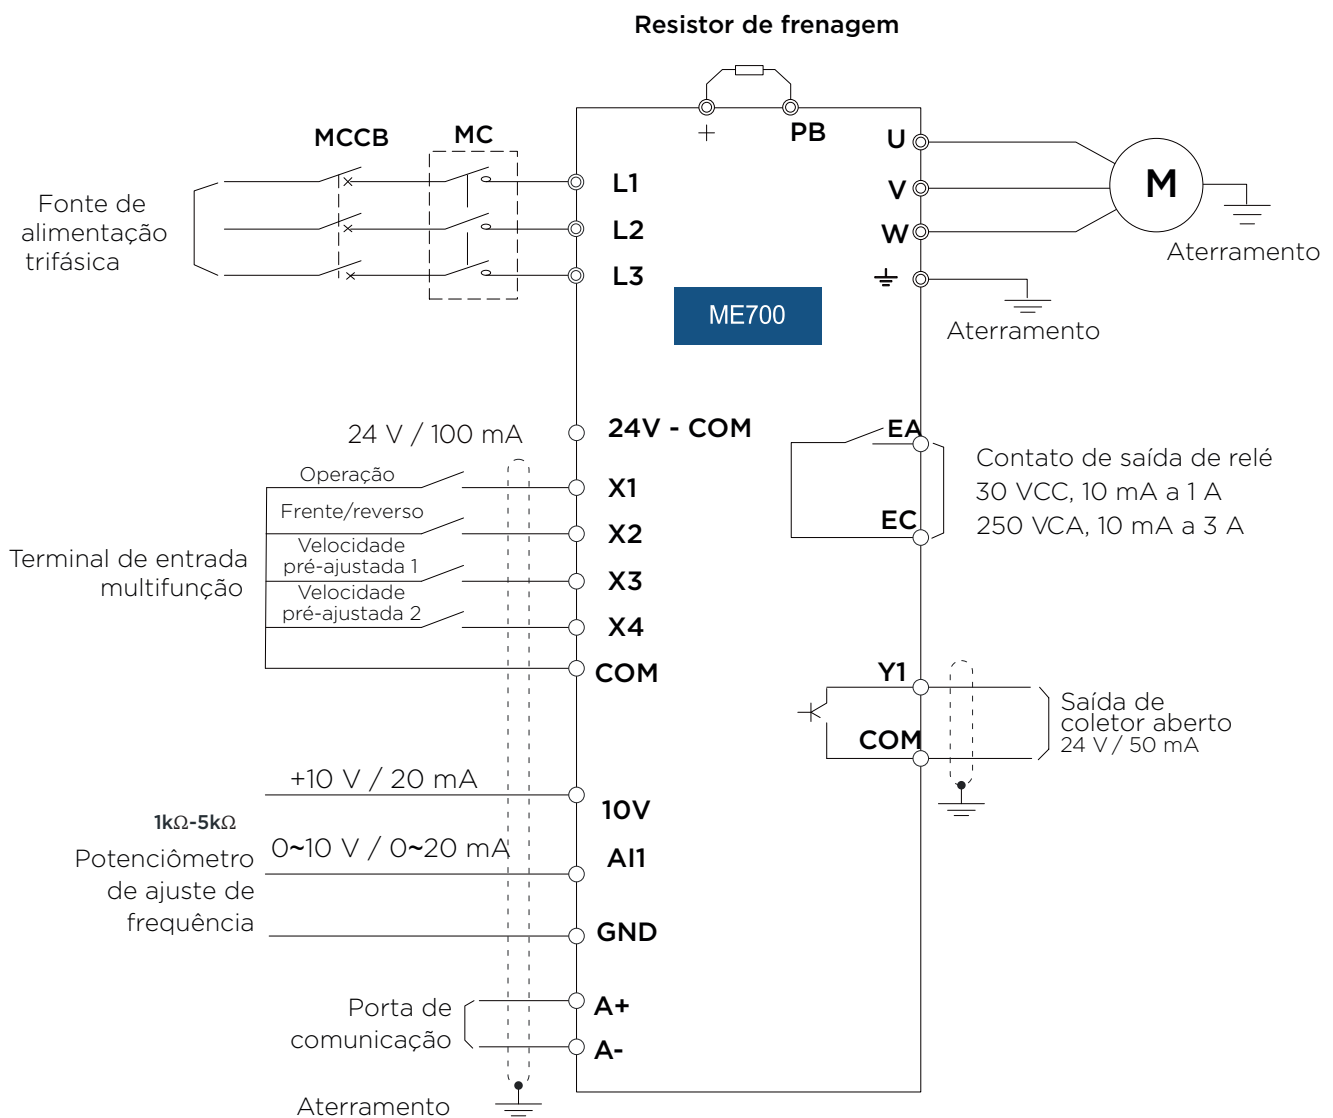 Resistor de frenagem
+
PB
MCCB
MC
Fonte de
alimentação
trifásica
L1
L2
L3
U
V
W
M
Aterramento
Aterramento
ME700
24 V / 100 mA
24V - COM
Operação
X1
Frente/reverso
X2
Velocidade
pré-ajustada 1
X3
Velocidade
pré-ajustada 2
X4
Terminal de entrada
multifunção
COM
EA
EC
Contato de saída de relé
30 VCC, 10 mA a 1 A
250 VCA, 10 mA a 3 A
Y1
COM
Saída de
coletor aberto
24 V / 50 mA
+10 V / 20 mA
10V
1kΩ-5kΩ
Potenciômetro
de ajuste de
frequência
0~10 V / 0~20 mA
AI1
GND
Porta de
comunicação
A+
A-
Aterramento